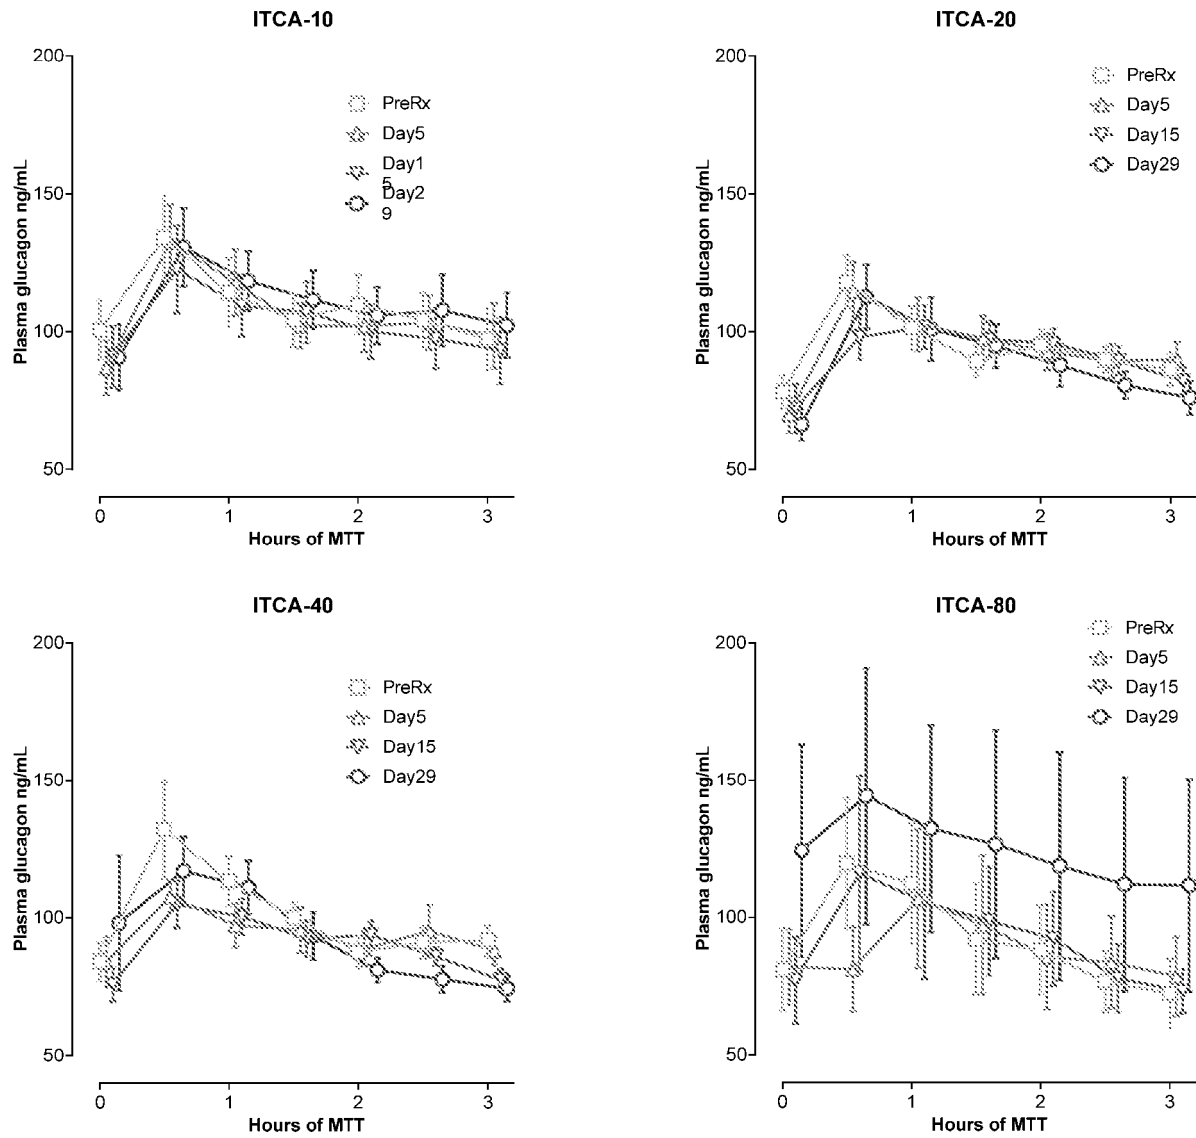 ITCA-10
200
150
100
50
Plasma glucagon ng/mL
PreRx
Day5
Day1
5
Day2
9
0 1 2 3
Hours of MTT
ITCA-20
200
150
100
50
Plasma glucagon ng/mL
PreRx
Day5
Day15
Day29
0 1 2 3
Hours of MTT
ITCA-40
200
150
100
50
Plasma glucagon ng/mL
PreRx
Day5
Day15
Day29
0 1 2 3
Hours of MTT
ITCA-80
200
150
100
50
Plasma glucagon ng/mL
PreRx
Day5
Day15
Day29
0 1 2 3
Hours of MTT